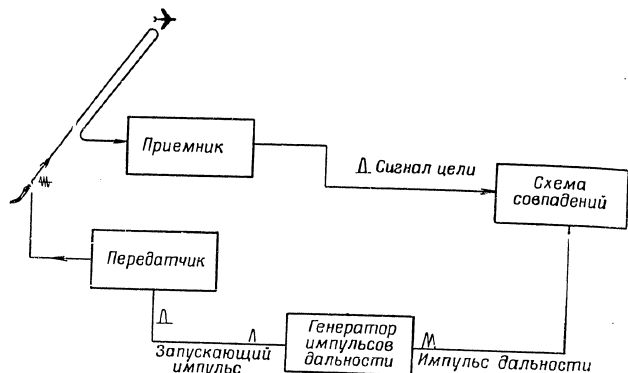 Приемник
Сигнал цели
Схема
совпадений
Передатчик
Генератор
импульсов
дальности
Запускающий
импульс
Импульс дальности